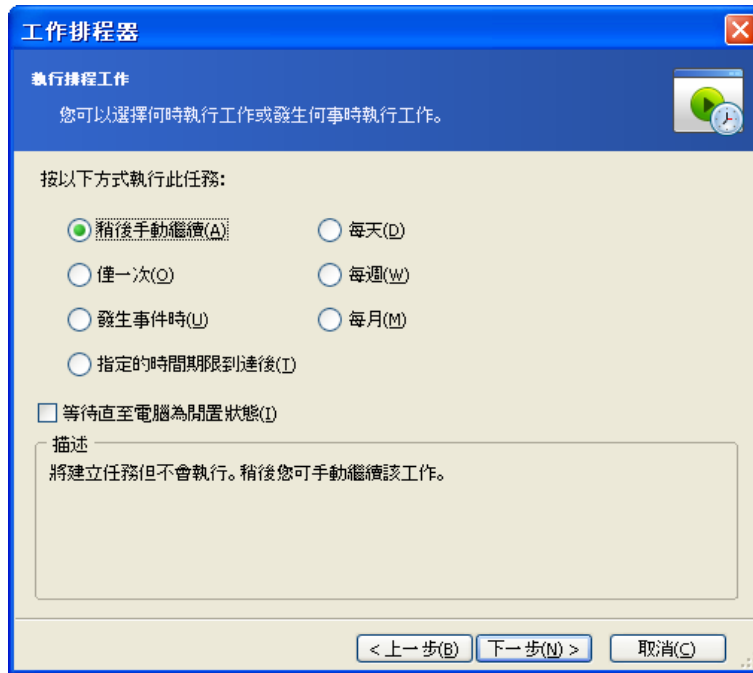 工作排程器
執行排程工作
您可以選擇何時執行工作或發生何事時執行工作。
按以下方式執行此任務:
稍後手動繼續(A)
每天(D)
僅一次(O)
每週(W)
發生事件時(U)
每月(M)
指定的時間期限到達後(T)
等待直至電腦為閒置狀態(I)
描述
將建立任務但不會執行。稍後您可手動繼續該工作。
< 上一步(B)
下一步(N) >
取消(C)